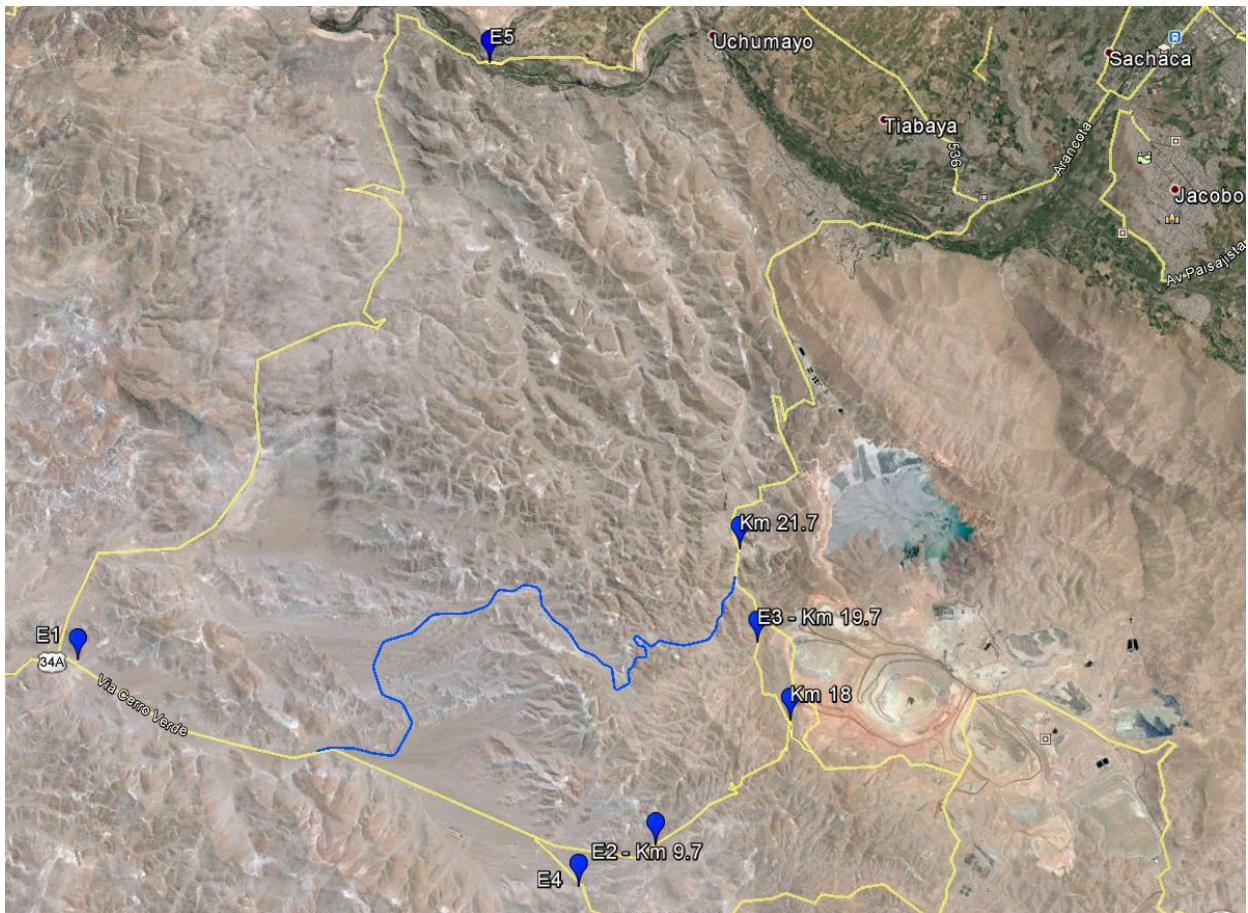 E5
Uchumayo
Sachaca
Tiabaya
536
Arancota
Jacobo
Av Paisajista
Km 21.7
E3 - Km 19.7
E1
34A
Via Cerro Verde
Km 18
E2 - Km 9.7
E4